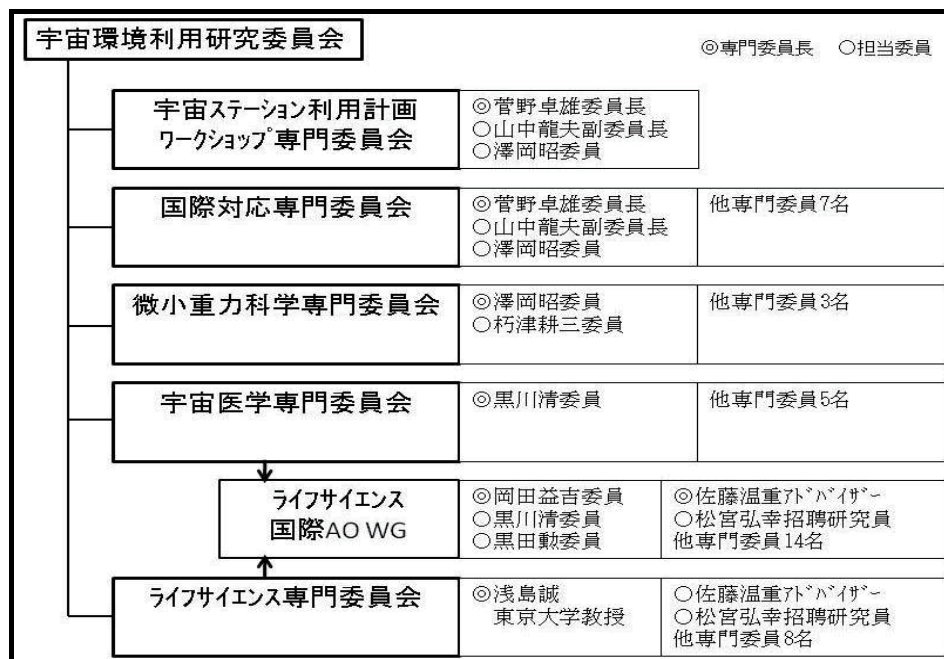 宇宙環境利用研究委員会
◎専門委員長　○担当委員
宇宙ステーション利用計画
ワークショップ専門委員会
◎菅野卓雄委員長
○山中龍夫副委員長
○澤岡昭委員
国際対応専門委員会
◎菅野卓雄委員長
○山中龍夫副委員長
○澤岡昭委員
他専門委員7名
微小重力科学専門委員会
◎澤岡昭委員
○朽津耕三委員
他専門委員3名
宇宙医学専門委員会
◎黒川清委員
他専門委員5名
ライフサイエンス
国際AO WG
◎岡田益吉委員
○黒川清委員
○黒田勲委員
◎佐藤温重ｱﾄﾞﾊﾞｲｻﾞｰ
○松宮弘幸招聘研究員
他専門委員14名
ライフサイエンス専門委員会
◎浅島誠
東京大学教授
○佐藤温重ｱﾄﾞﾊﾞｲｻﾞｰ
○松宮弘幸招聘研究員
他専門委員8名